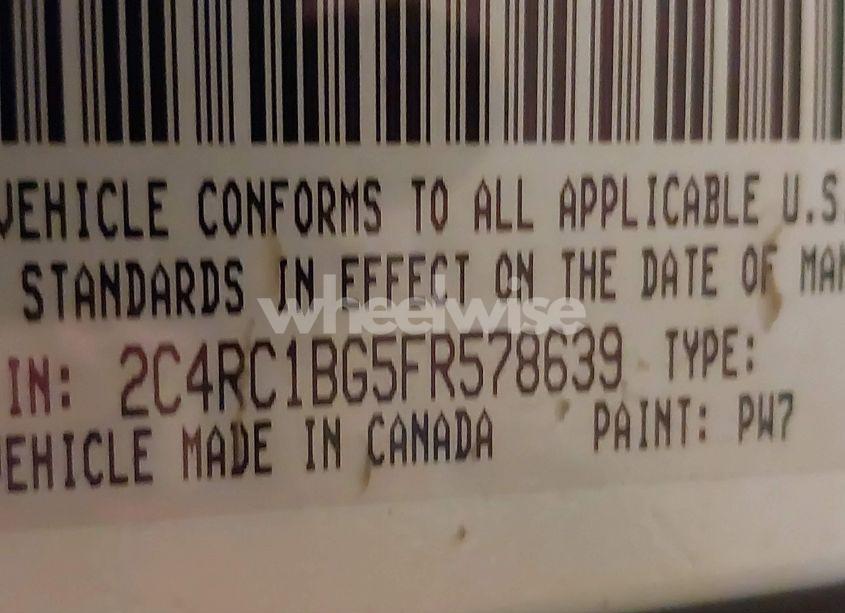 VEHICLE CONFORMS TO ALL APPLICABLE U.S.
STANDARDS IN EFFECT ON THE DATE OF MAN
wheelwise
IN: 2C4RC1BG5FR578639 TYPE:
VEHICLE MADE IN CANADA PAINT: PW7